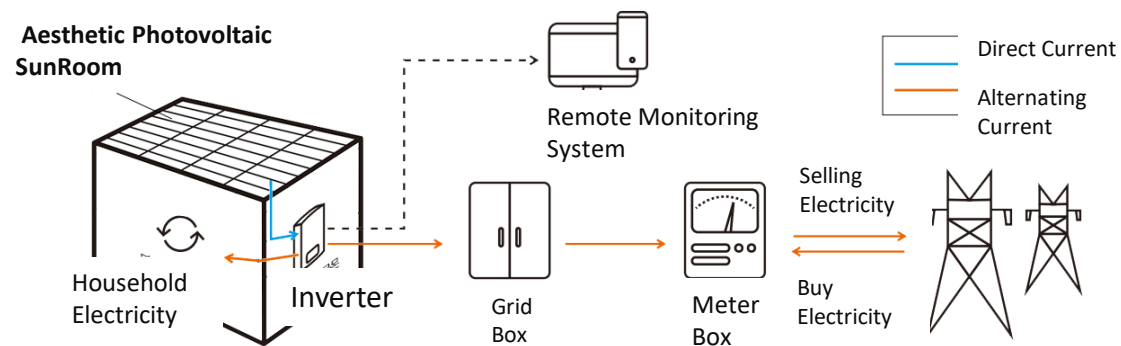 Aesthetic Photovoltaic
SunRoom
Remote Monitoring
System
Direct Current
Alternating
Current
Selling
Electricity
Household
Electricity
Inverter
Grid
Box
Meter
Box
Buy
Electricity